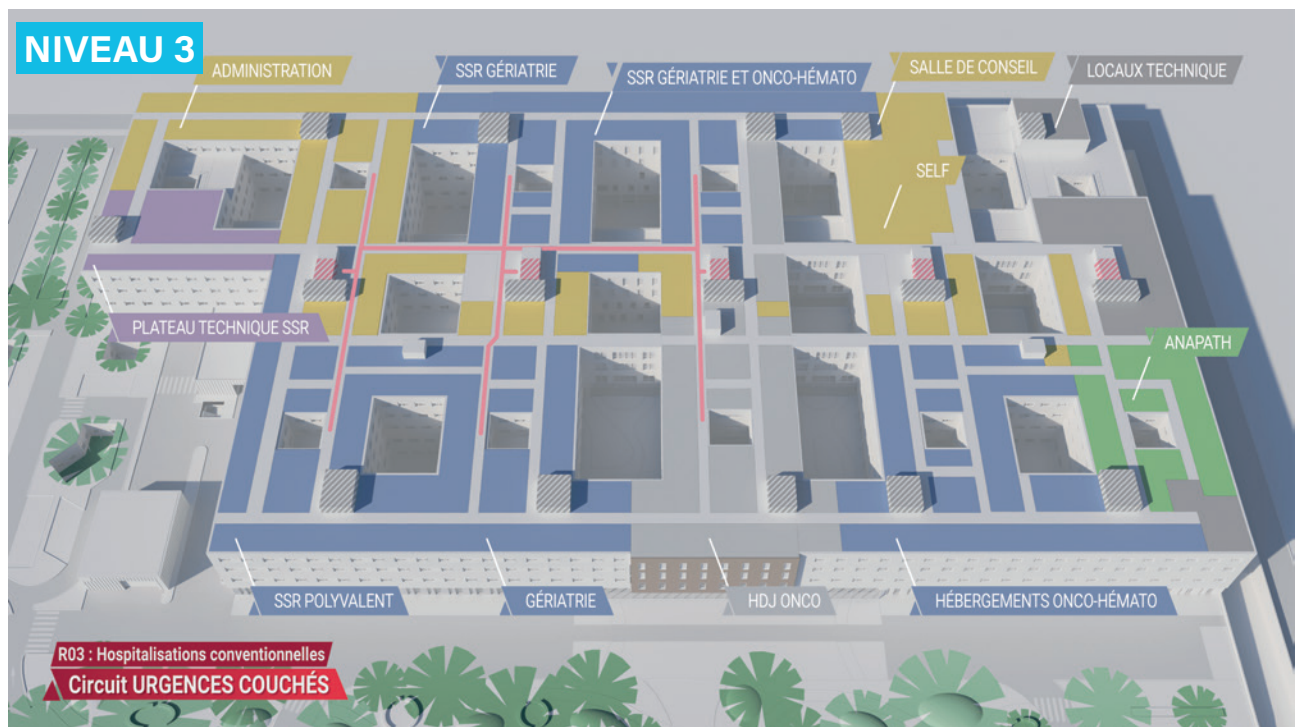 NIVEAU 3
ADMINISTRATION
SSR GÉRIATRIE
SSR GÉRIATRIE ET ONCO-HÉMATO
SALLE DE CONSEIL
LOCAUX TECHNIQUE
SELF
PLATEAU TECHNIQUE SSR
ANAPATH
SSR POLYVALENT
GÉRIATRIE
HDJ ONCO
HÉBERGEMENTS ONCO-HÉMATO
R03 : Hospitalisations conventionnelles
Circuit URGENCES COUCHÉS